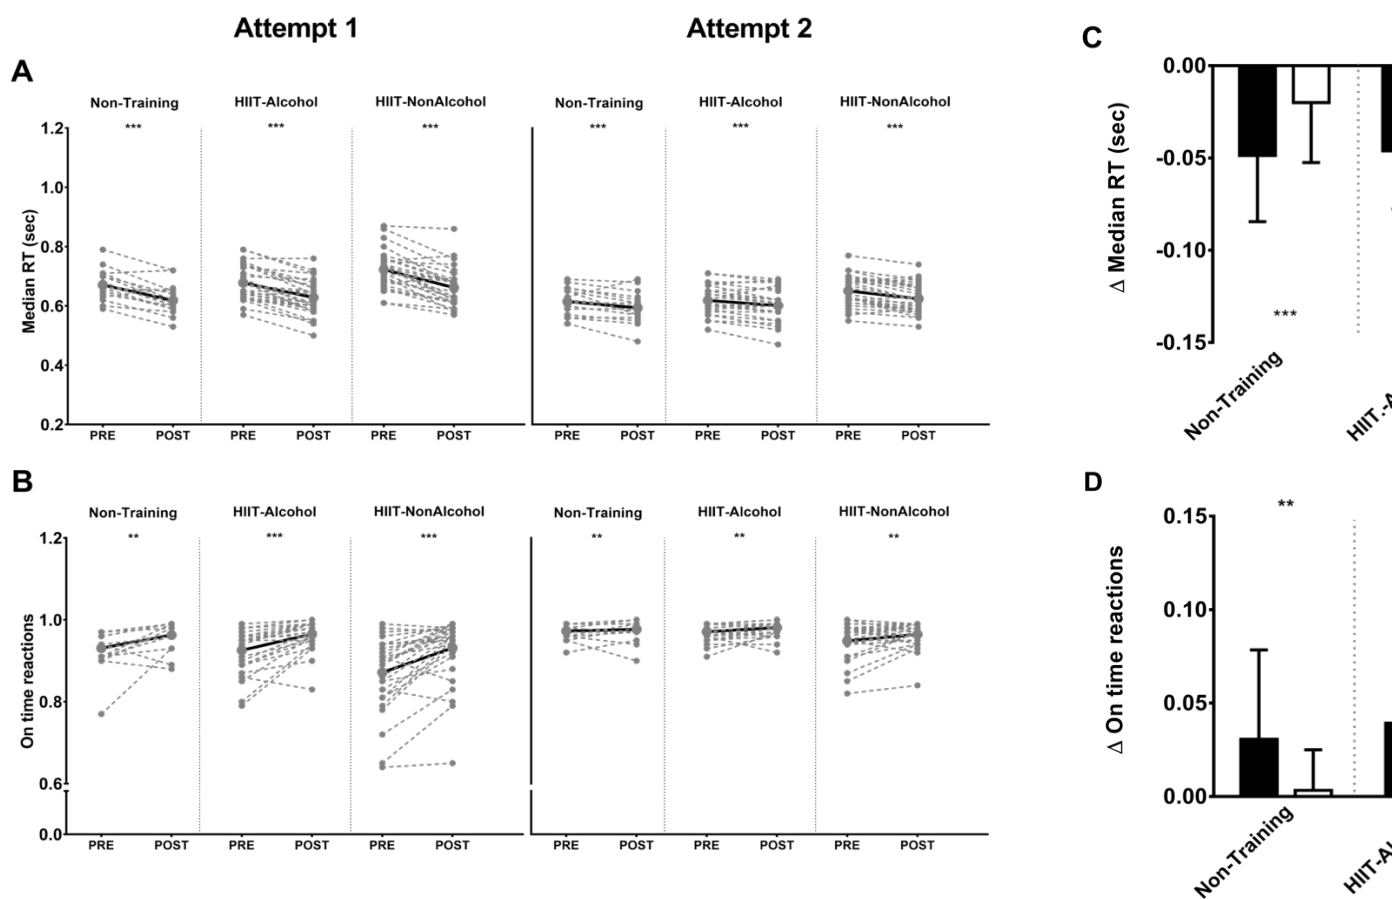 Attempt 1
Attempt 2
A
Non-Training
HIIT-Alcohol
HIIT-NonAlcohol
Non-Training
HIIT-Alcohol
HIIT-NonAlcohol
***
***
***
***
***
***
Median RT (sec)
1.2
1.0
0.8
0.6
0.4
0.2
PRE
POST
PRE
POST
PRE
POST
PRE
POST
PRE
POST
PRE
POST
B
Non-Training
HIIT-Alcohol
HIIT-NonAlcohol
Non-Training
HIIT-Alcohol
HIIT-NonAlcohol
**
***
***
**
**
**
On time reactions
1.2
1.0
0.8
0.6
0.0
PRE
POST
PRE
POST
PRE
POST
PRE
POST
PRE
POST
PRE
POST
C
Δ Median RT (sec)
0.00
-0.05
-0.10
-0.15
***
Non-Training
HIIT.-A
D
Δ On time reactions
0.15
0.10
0.05
0.00
**
Non-Training
HIIT-Al